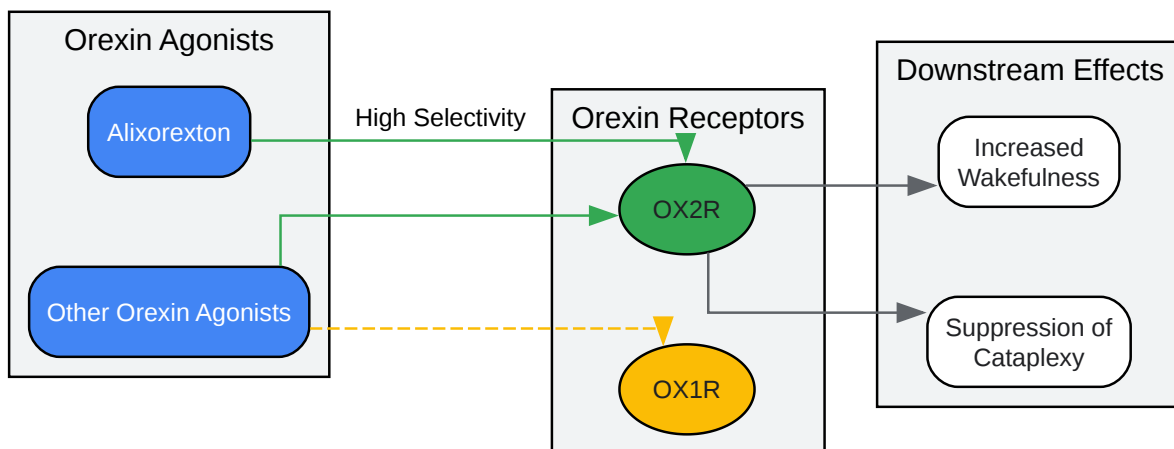 Orexin Agonists
Alixorexton
Other Orexin Agonists
High Selectivity
Orexin Receptors
OX2R
OX1R
Downstream Effects
Increased
Wakefulness
Suppression of
Cataplexy